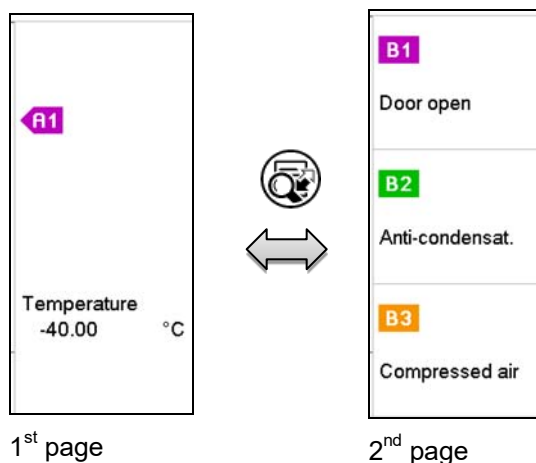 A1
Temperature
-40.00 °C
1st page
B1
Door open
B2
Anti-condensat.
B3
Compressed air
2nd page